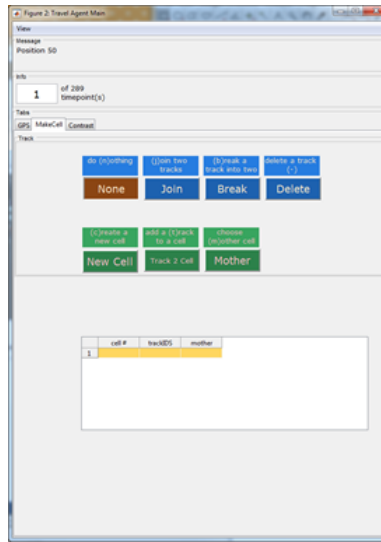 Figure 2: Travel Agent Main
View
Message
Position 50
Info
1
of 289
timepoint(s)
Tabs
GPS MakeCell Contrast
Track
do (n)othing
(j)oin two
tracks
(b)reak a
track into two
delete a track
(-)
None Join Break Delete
(c)reate a
new cell
add a (t)rack
to a cell
choose
(m)other cell
New Cell Track 2 Cell Mother
cell # trackIDS mother
1